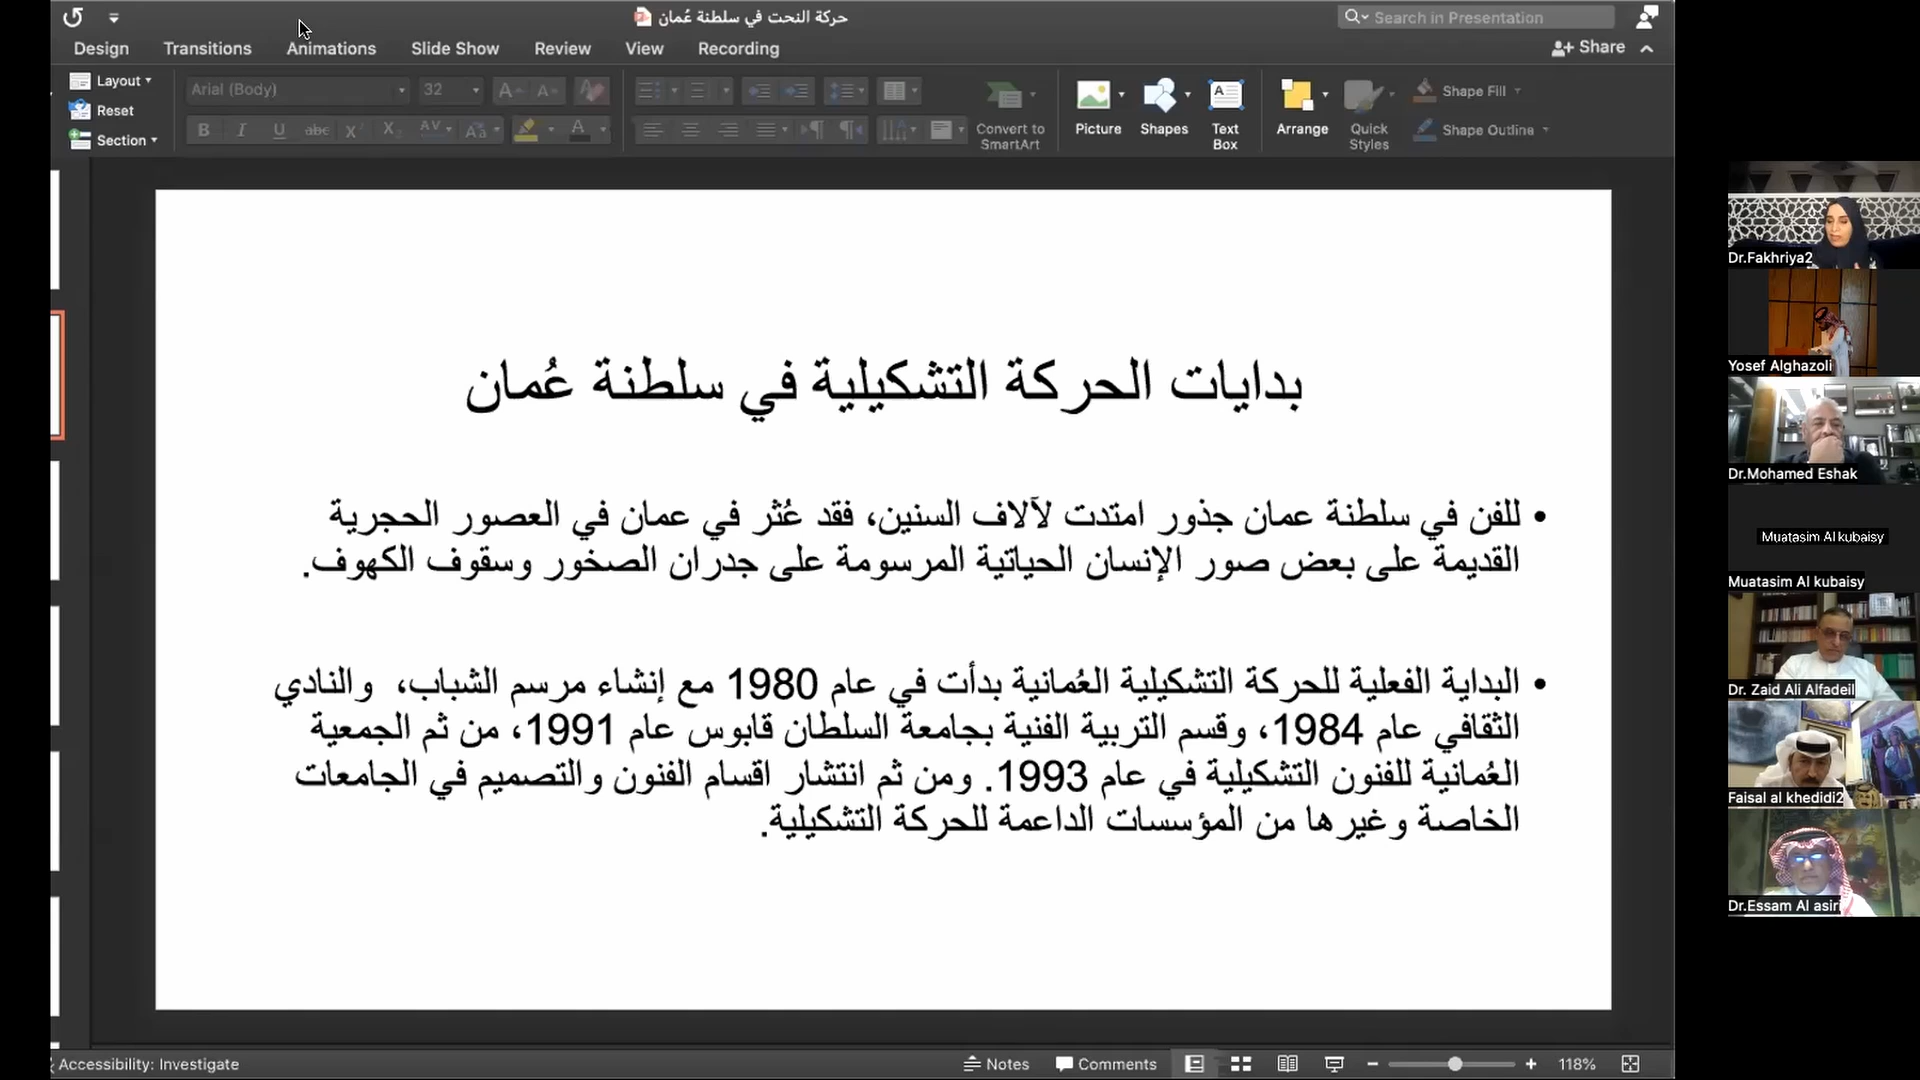 حركة النحت في سلطنة عُمان
Search in Presentation
Design Transitions Animations Slide Show Review View Recording
Share
Layout
Reset
Section
Arial (Body) 32
Convert to SmartArt
Picture
Shapes
Text Box
Arrange
Quick Styles
Shape Fill
Shape Outline
بدايات الحركة التشكيلية في سلطنة عُمان
• للفن في سلطنة عمان جذور امتدت لآلاف السنين، فقد عُثر في عمان في العصور الحجرية
القديمة على بعض صور الإنسان الحياتية المرسومة على جدران الصخور وسقوف الكهوف.
• البداية الفعلية للحركة التشكيلية العُمانية بدأت في عام 1980 مع إنشاء مرسم الشباب، والنادي
الثقافي عام 1984، وقسم التربية الفنية بجامعة السلطان قابوس عام 1991، من ثم الجمعية
العُمانية للفنون التشكيلية في عام 1993. ومن ثم انتشار اقسام الفنون والتصميم في الجامعات
الخاصة وغيرها من المؤسسات الداعمة للحركة التشكيلية.
Accessibility: Investigate
Notes Comments 118%
Dr.Fakhriya2
Yosef Alghazoli
Dr.Mohamed Eshak
Muatasim Al kubaisy
Muatasim Al kubaisy
Dr. Zaid Ali Alfadeil
Faisal al khedidi2
Dr.Essam Al asiri